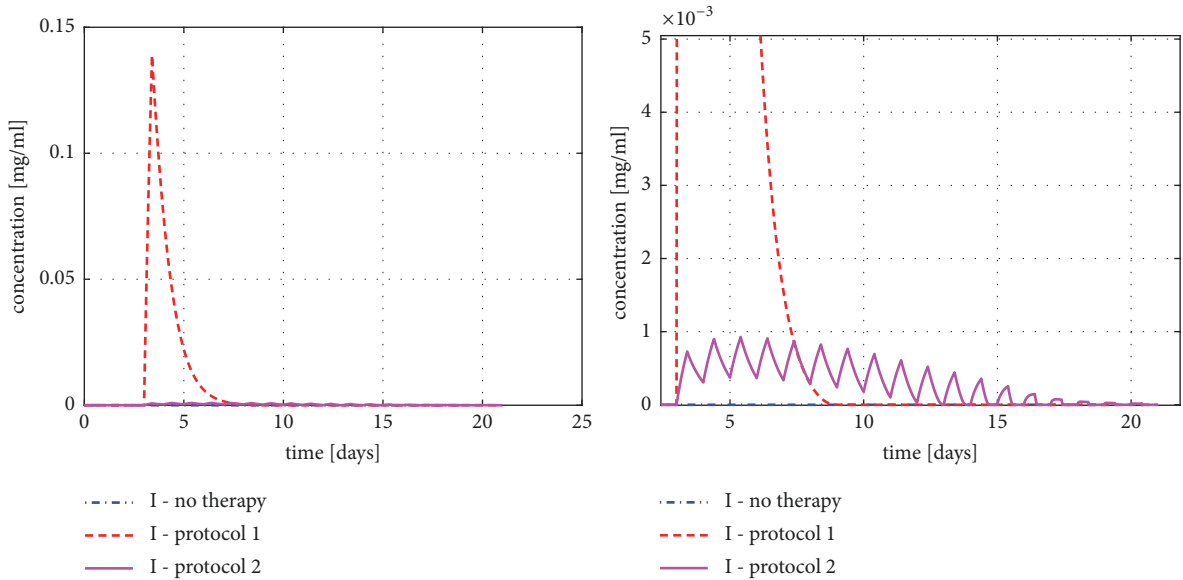 0.15
0.1
0.05
0
0
5
10
15
20
25
concentration [mg/ml]
time [days]
I - no therapy
I - protocol 1
I - protocol 2
×10−3
5
4
3
2
1
0
5
10
15
20
concentration [mg/ml]
time [days]
I - no therapy
I - protocol 1
I - protocol 2